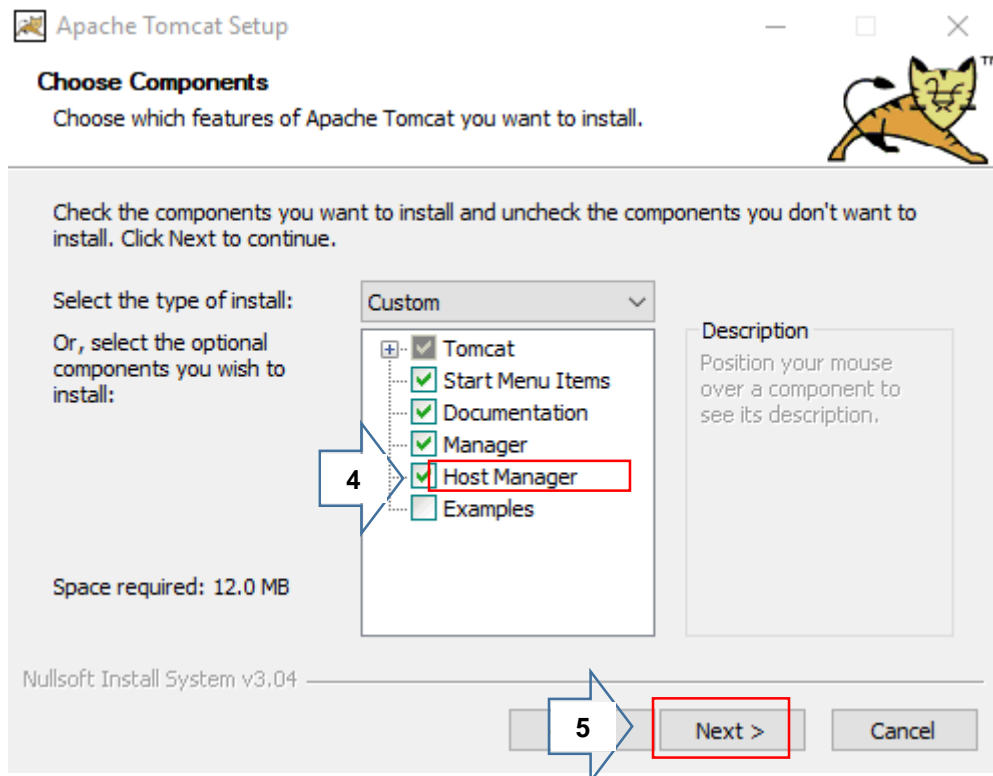 Apache Tomcat Setup
Choose Components
Choose which features of Apache Tomcat you want to install.
TM
Check the components you want to install and uncheck the components you don't want to
install. Click Next to continue.
Select the type of install:
Custom
Or, select the optional
components you wish to
install:
Tomcat
Start Menu Items
Documentation
Manager
4
Host Manager
Examples
Description
Position your mouse
over a component to
see its description.
Space required: 12.0 MB
Nullsoft Install System v3.04
5
Next >
Cancel